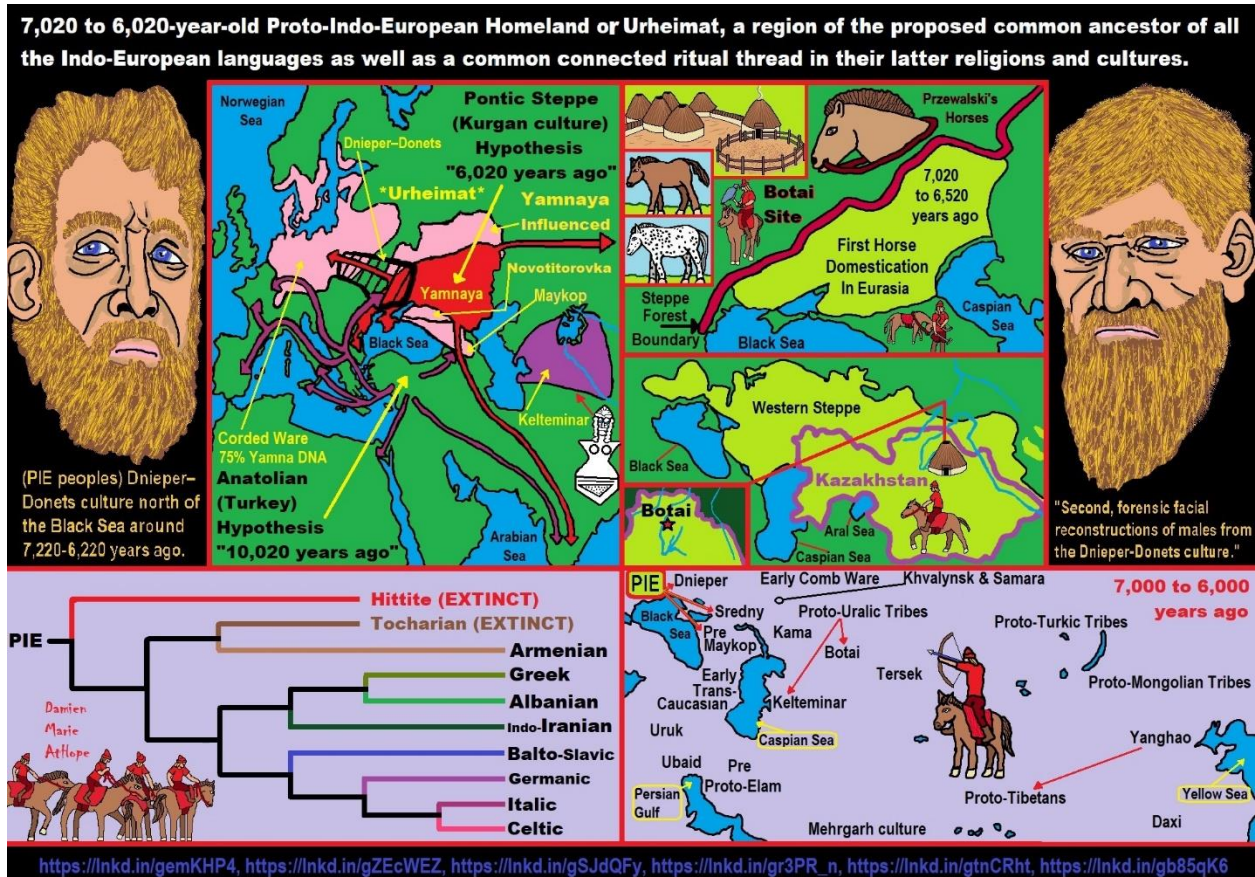 7,020 to 6,020-year-old Proto-Indo-European Homeland or Urheimat, a region of the proposed common ancestor of all
the Indo-European languages as well as a common connected ritual thread in their latter religions and cultures.
(PIE peoples) Dnieper–
Donets culture north of
the Black Sea around
7,220-6,220 years ago.
Norwegian
Sea
Pontic Steppe
(Kurgan culture)
Hypothesis
"6,020 years ago"
Dnieper–Donets
*Urheimat*
Yamnaya
Influenced
Novotitorovka
Yamnaya
Maykop
Black Sea
Kelteminar
Corded Ware
75% Yamna DNA
Anatolian
(Turkey)
Hypothesis
"10,020 years ago"
Arabian
Sea
Przewalski's
Horses
7,020
to 6,520
years ago
Botai
Site
First Horse
Domestication
In Eurasia
Steppe
Forest
Boundary
Black Sea
Caspian
Sea
Western Steppe
Black Sea
Kazakhstan
Botai
Aral Sea
Caspian Sea
"Second, forensic facial
reconstructions of males from
the Dnieper-Donets culture."
PIE
Hittite (EXTINCT)
Tocharian (EXTINCT)
Armenian
Greek
Albanian
Indo-Iranian
Balto-Slavic
Germanic
Italic
Celtic
Damien
Marie
AtHope
PIE
Dnieper
Early Comb Ware
Khvalynsk & Samara
7,000 to 6,000
years ago
Black
Sea
Sredny
Proto-Uralic Tribes
Proto-Turkic Tribes
Pre
Maykop
Kama
Botai
Tersek
Proto-Mongolian Tribes
Early
Trans-
Caucasian
Kelteminar
Uruk
Caspian Sea
Yanghao
Ubaid
Pre
Proto-Elam
Persian
Gulf
Proto-Tibetans
Yellow Sea
Mehrgarh culture
Daxi
https://lnkd.in/gemKHP4, https://lnkd.in/gZEcWEZ, https://lnkd.in/gSJdQFy, https://lnkd.in/gr3PR_n, https://lnkd.in/gtnCRht, https://lnkd.in/gb85qK6